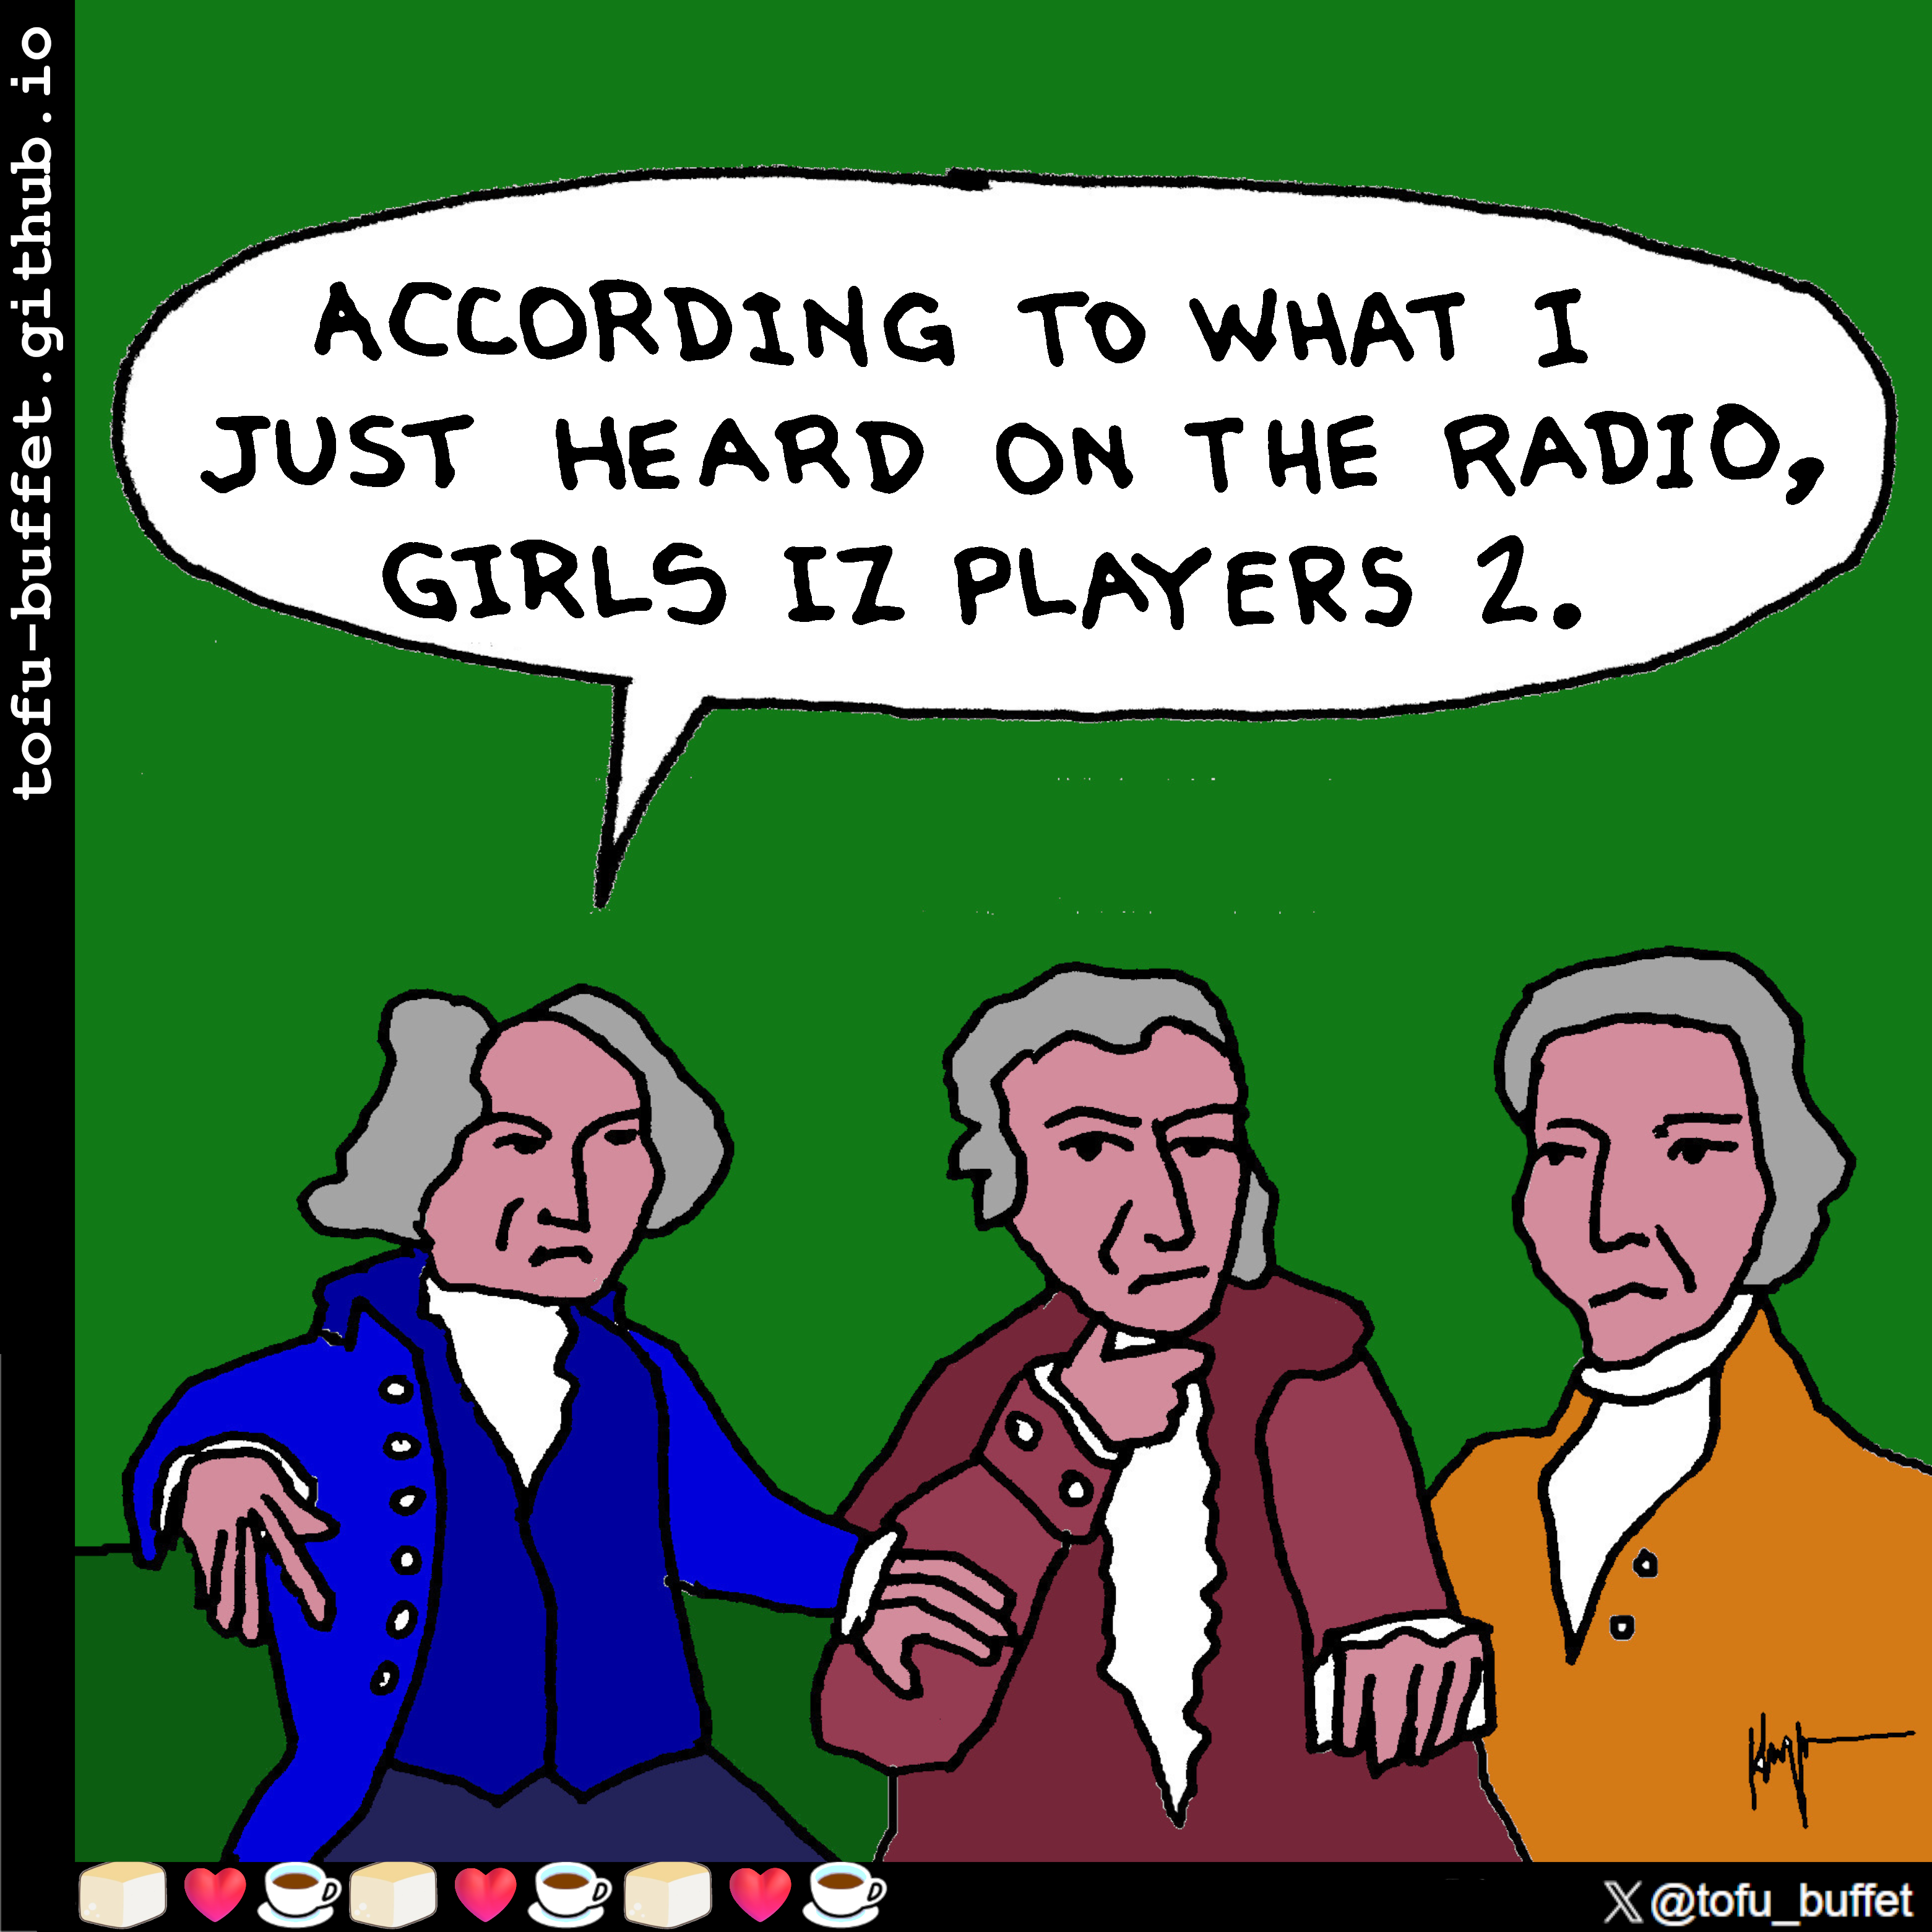 tofu-buffet.github.io
ACCORDING TO WHAT I
JUST HEARD ON THE RADIO,
GIRLS IZ PLAYERS 2.
𝕏 @tofu_buffet